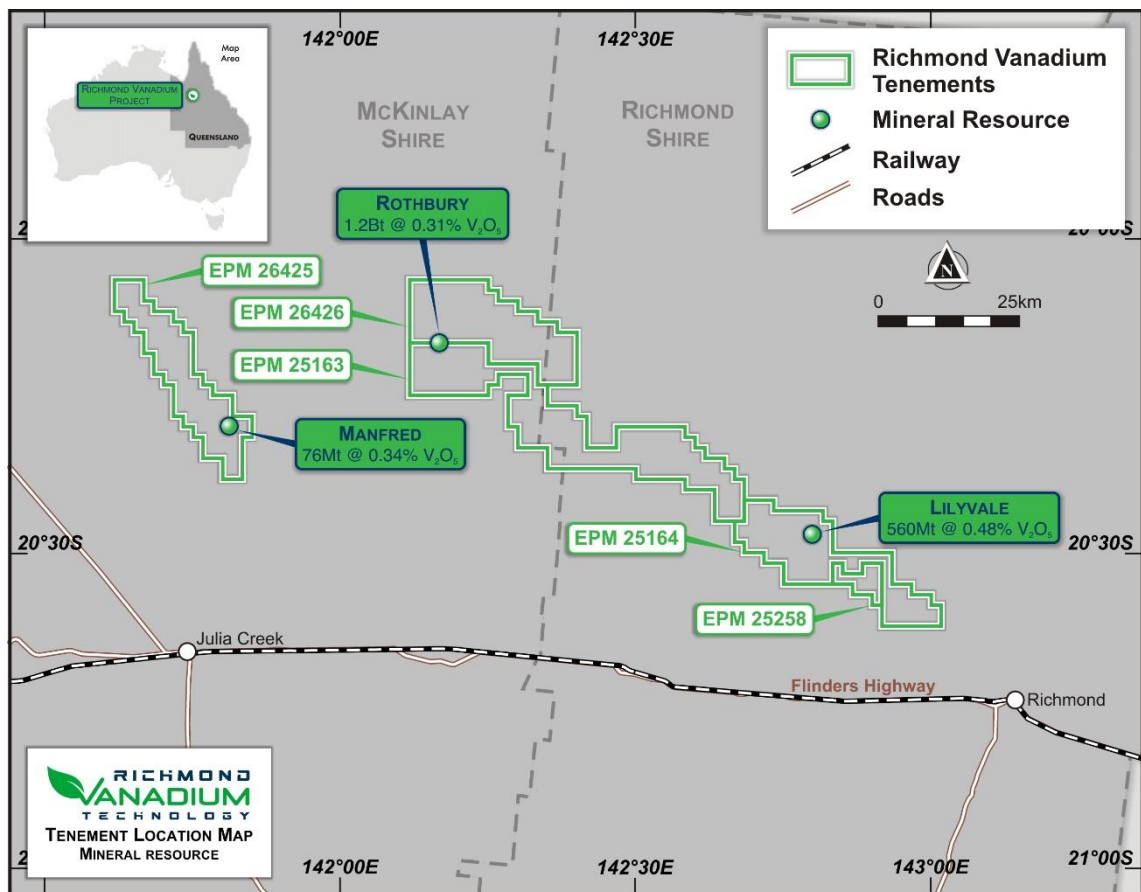 142°00E
142°30E
Map
Area
RICHMOND VANADIUM
PROJECT
QUEENSLAND
MCKINLAY
SHIRE
RICHMOND
SHIRE
Richmond Vanadium
Tenements
Mineral Resource
Railway
Roads
20°00S
N
0 25km
ROTHBURY
1.2Bt @ 0.31% V₂O₅
EPM 26425
EPM 26426
EPM 25163
MANFRED
76Mt @ 0.34% V₂O₅
LILYVALE
560Mt @ 0.48% V₂O₅
20°30S
20°30S
EPM 25164
EPM 25258
Julia Creek
Flinders Highway
Richmond
RICHMOND
VANADIUM
TECHNOLOGY
TENEMENT LOCATION MAP
MINERAL RESOURCE
142°00E
142°30E
143°00E
21°00S